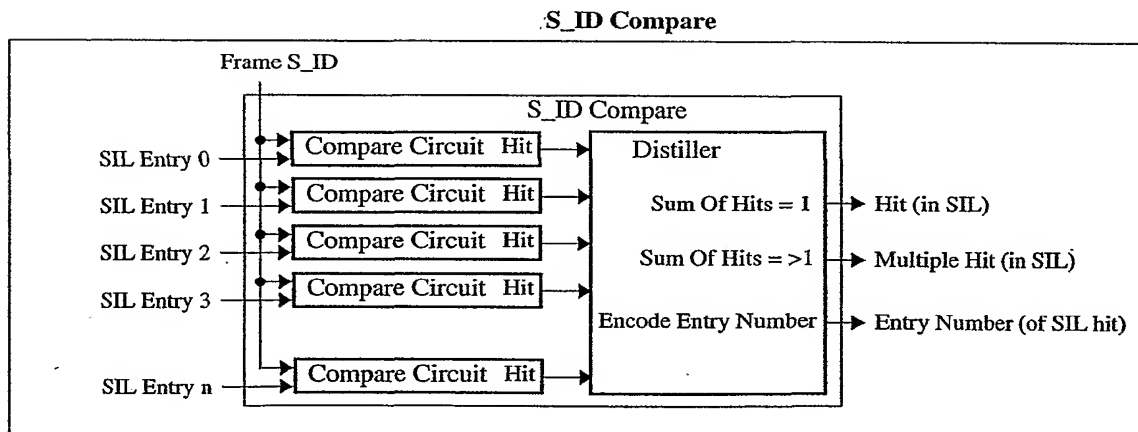 S_ID Compare
Frame S_ID
S_ID Compare
SIL Entry 0
Compare Circuit Hit
Distiller
SIL Entry 1
Compare Circuit Hit
Sum Of Hits = 1
Hit (in SIL)
SIL Entry 2
Compare Circuit Hit
Sum Of Hits = >1
Multiple Hit (in SIL)
SIL Entry 3
Compare Circuit Hit
Encode Entry Number
Entry Number (of SIL hit)
SIL Entry n
Compare Circuit Hit